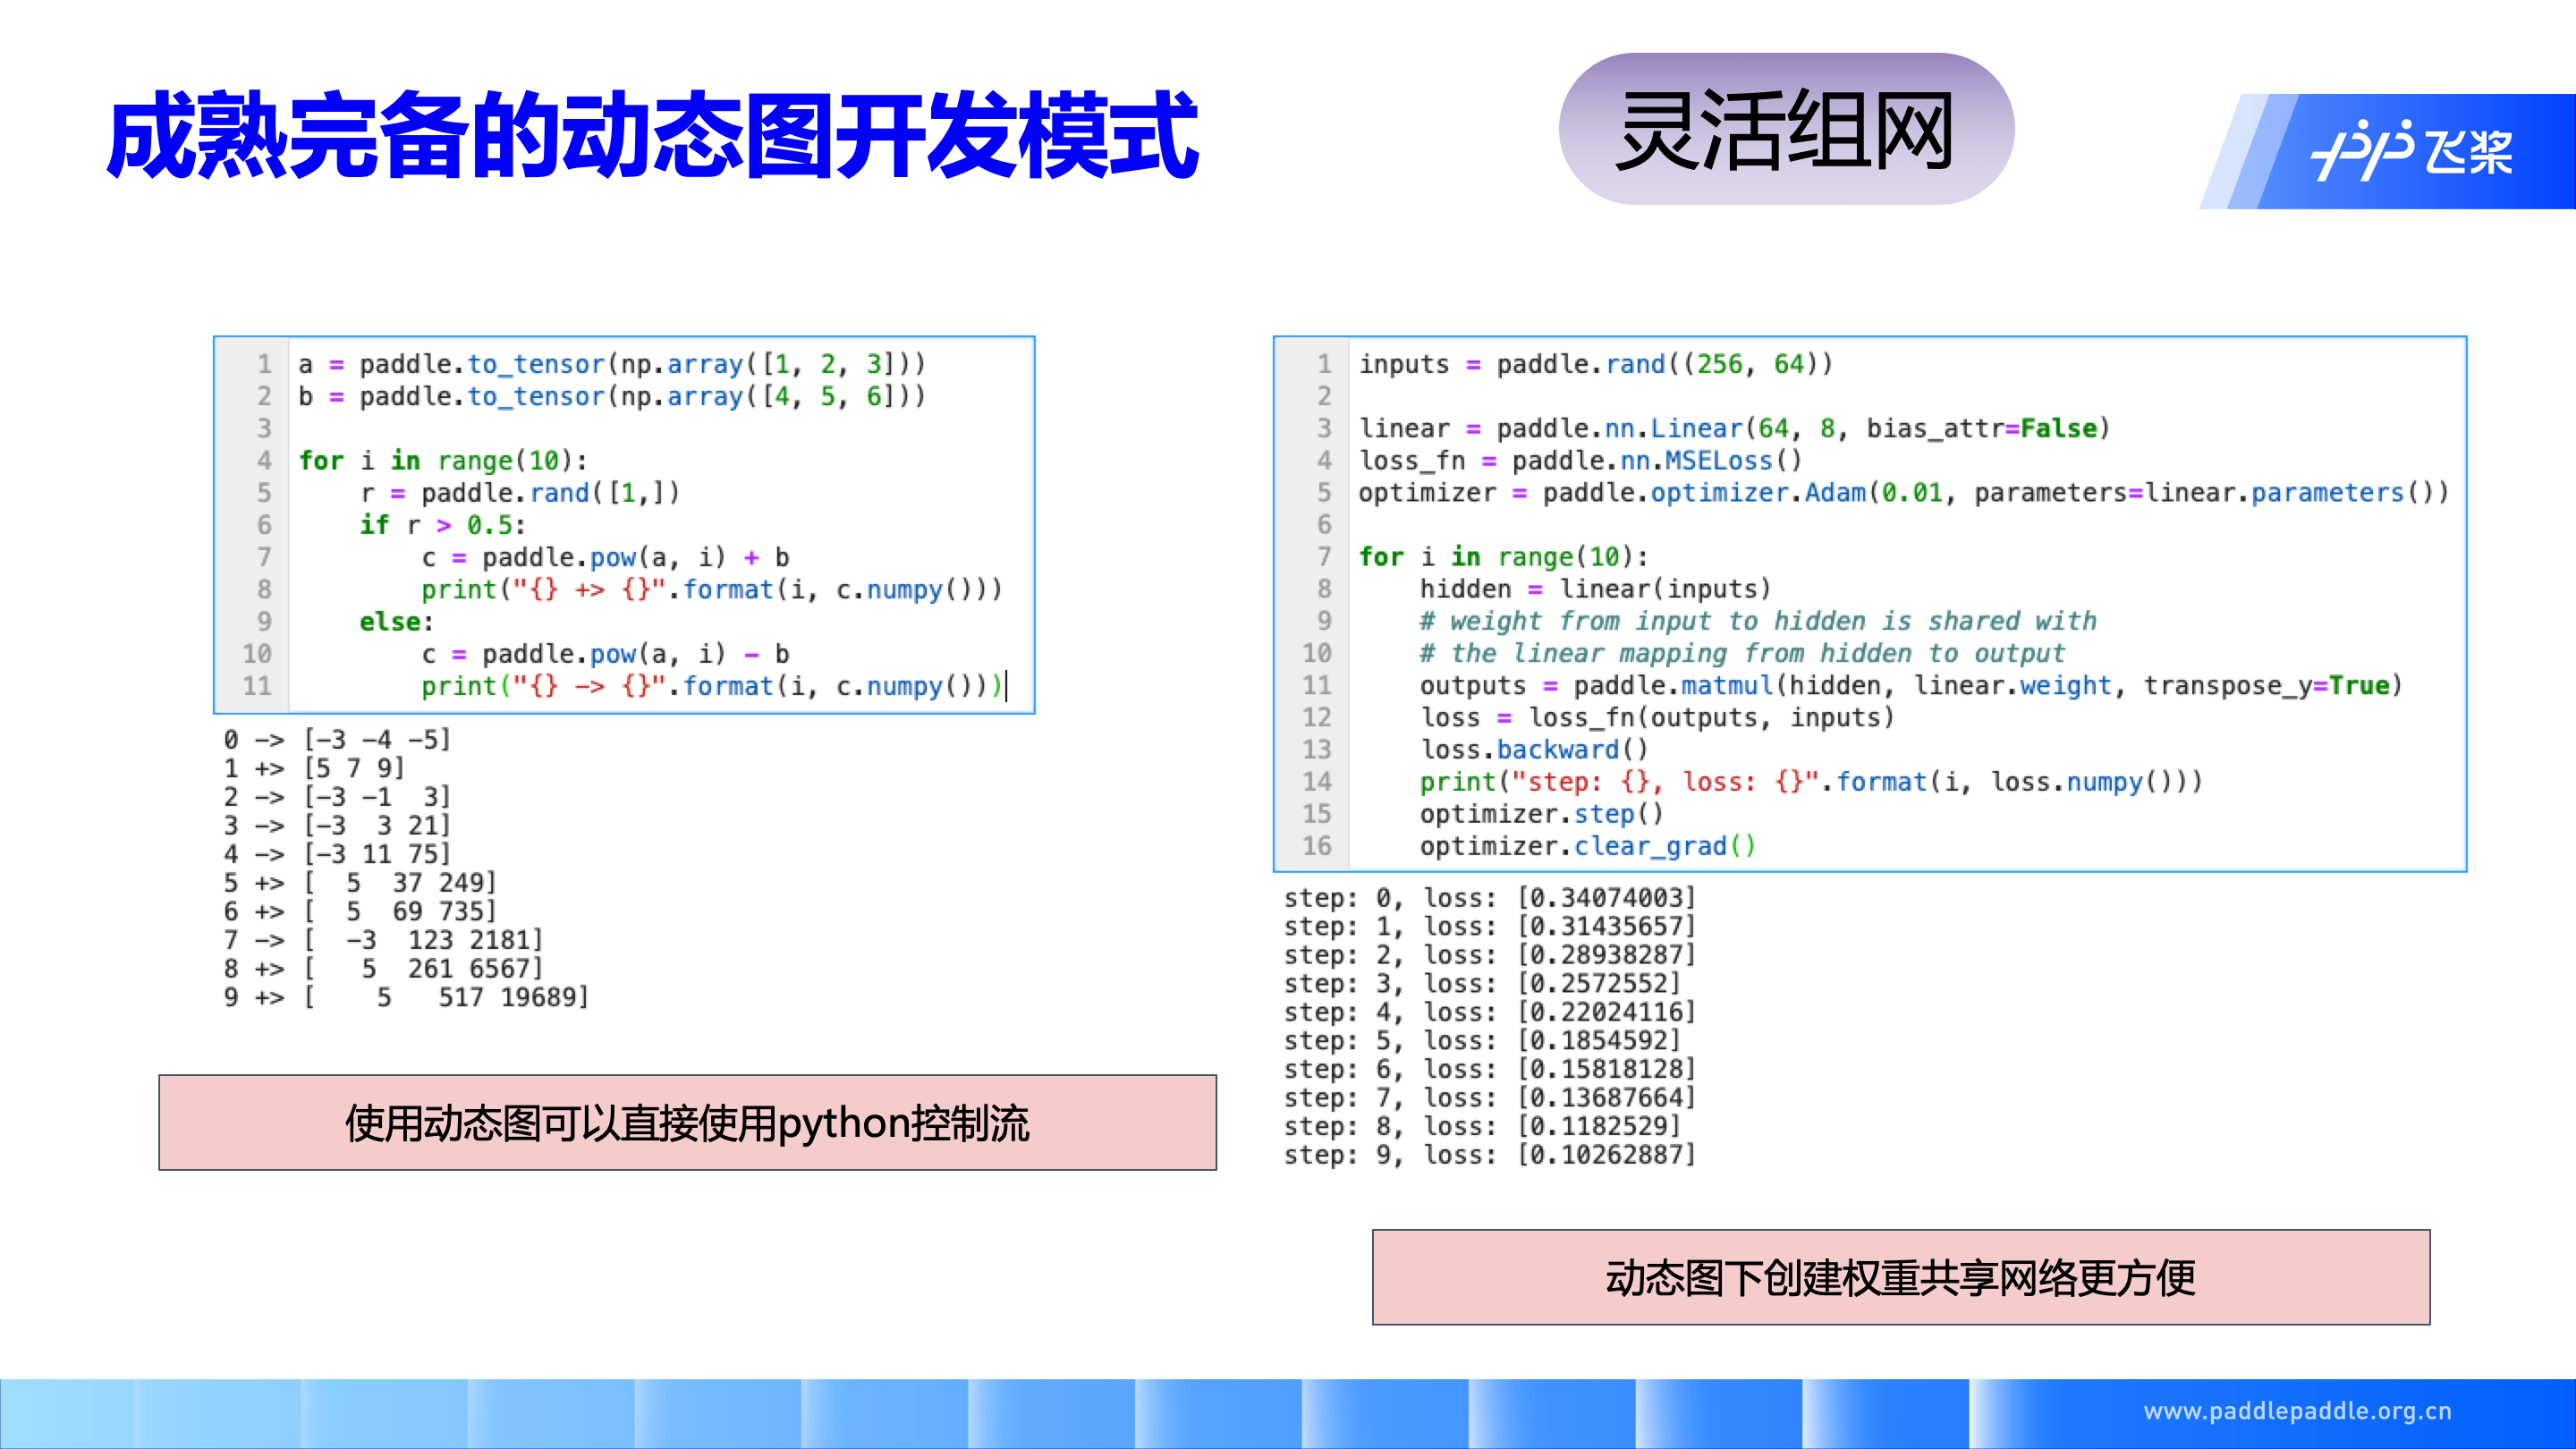 成熟完备的动态图开发模式
灵活组网
飞桨
1 a = paddle.to_tensor(np.array([1, 2, 3]))
2 b = paddle.to_tensor(np.array([4, 5, 6]))
3
4 for i in range(10):
5     r = paddle.rand([1,])
6     if r > 0.5:
7         c = paddle.pow(a, i) + b
8         print("{} +> {}".format(i, c.numpy()))
9     else:
10         c = paddle.pow(a, i) - b
11         print("{} -> {}".format(i, c.numpy()))
0 -> [-3 -4 -5]
1 +> [5 7 9]
2 -> [-3 -1  3]
3 -> [-3  3 21]
4 -> [-3 11 75]
5 +> [  5  37 249]
6 +> [  5  69 735]
7 -> [  -3  123 2181]
8 +> [   5  261 6567]
9 +> [    5   517 19689]
使用动态图可以直接使用python控制流
1 inputs = paddle.rand((256, 64))
2
3 linear = paddle.nn.Linear(64, 8, bias_attr=False)
4 loss_fn = paddle.nn.MSELoss()
5 optimizer = paddle.optimizer.Adam(0.01, parameters=linear.parameters())
6
7 for i in range(10):
8     hidden = linear(inputs)
9     # weight from input to hidden is shared with
10     # the linear mapping from hidden to output
11     outputs = paddle.matmul(hidden, linear.weight, transpose_y=True)
12     loss = loss_fn(outputs, inputs)
13     loss.backward()
14     print("step: {}, loss: {}".format(i, loss.numpy()))
15     optimizer.step()
16     optimizer.clear_grad()
step: 0, loss: [0.34074003]
step: 1, loss: [0.31435657]
step: 2, loss: [0.28938287]
step: 3, loss: [0.2572552]
step: 4, loss: [0.22024116]
step: 5, loss: [0.1854592]
step: 6, loss: [0.15818128]
step: 7, loss: [0.13687664]
step: 8, loss: [0.1182529]
step: 9, loss: [0.10262887]
动态图下创建权重共享网络更方便
www.paddlepaddle.org.cn